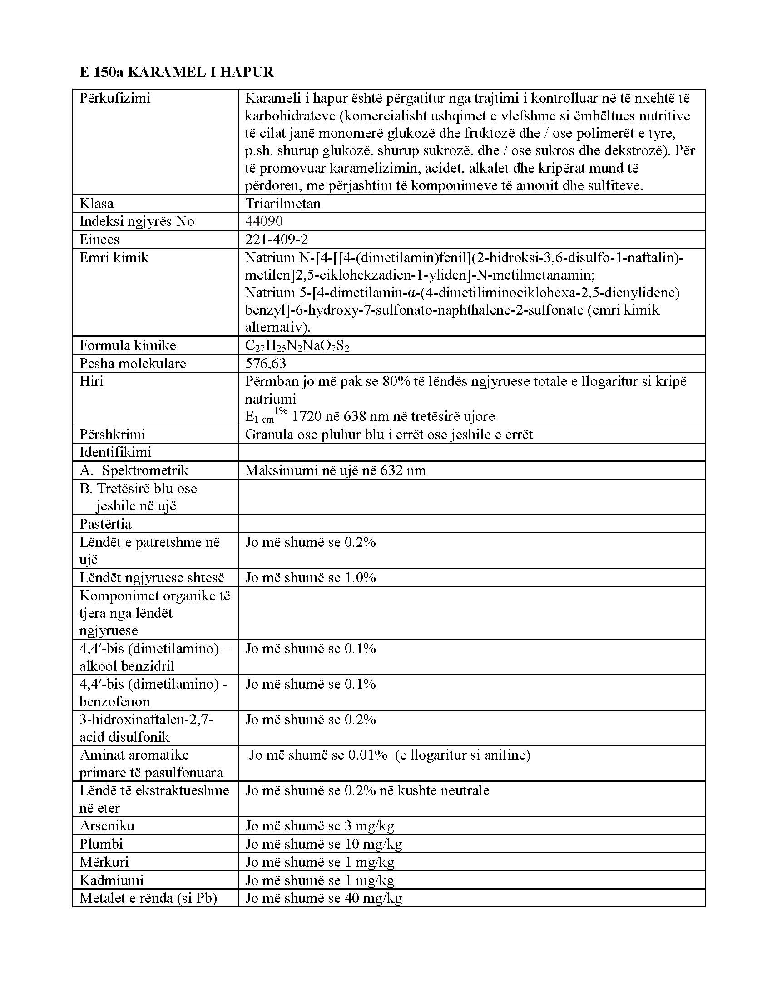 E 150a KARAMEL I HAPUR
Përkufizimi
Karameli i hapur është përgatitur nga trajtimi i kontrolluar në të nxehtë të
karbohidrateve (komercialisht ushqimet e vlefshme si ëmbëltues nutritive
të cilat janë monomerë glukozë dhe fruktozë dhe / ose polimerët e tyre,
p.sh. shurup glukozë, shurup sukrozë, dhe / ose sukros dhe dekstrozë). Për
të promovuar karamelizimin, acidet, alkalet dhe kripërat mund të
përdoren, me përjashtim të komponimeve të amonit dhe sulfiteve.
Klasa
Triarilmetan
Indeksi ngjyrës No
44090
Einecs
221-409-2
Emri kimik
Natrium N-[4-[[4-(dimetilamin)fenil](2-hidroksi-3,6-disulfo-1-naftalin)-
metilen]2,5-ciklohekzadien-1-yliden]-N-metilmetanamin;
Natrium 5-[4-dimetilamin-α-(4-dimetiliminociklohexa-2,5-dienylidene)
benzyl]-6-hydroxy-7-sulfonato-naphthalene-2-sulfonate (emri kimik
alternativ).
Formula kimike
C₂₇H₂₅N₂NaO₇S₂
Pesha molekulare
576,63
Hiri
Përmban jo më pak se 80% të lëndës ngjyruese totale e llogaritur si kripë
natriumi
E1 cm1% 1720 në 638 nm në tretësirë ujore
Përshkrimi
Granula ose pluhur blu i errët ose jeshile e errët
Identifikimi
A. Spektrometrik
Maksimumi në ujë në 632 nm
B. Tretësirë blu ose
jeshile në ujë
Pastërtia
Lëndët e patretshme në
ujë
Jo më shumë se 0.2%
Lëndët ngjyruese shtesë
Jo më shumë se 1.0%
Komponimet organike të
tjera nga lëndët
ngjyruese
4,4′-bis (dimetilamino) –
alkool benzidril
Jo më shumë se 0.1%
4,4′-bis (dimetilamino) -
benzofenon
Jo më shumë se 0.1%
3-hidroxinaftalen-2,7-
acid disulfonik
Jo më shumë se 0.2%
Aminat aromatike
primare të pasulfonuara
Jo më shumë se 0.01% (e llogaritur si aniline)
Lëndë të ekstraktueshme
në eter
Jo më shumë se 0.2% në kushte neutrale
Arseniku
Jo më shumë se 3 mg/kg
Plumbi
Jo më shumë se 10 mg/kg
Mërkuri
Jo më shumë se 1 mg/kg
Kadmiumi
Jo më shumë se 1 mg/kg
Metalet e rënda (si Pb)
Jo më shumë se 40 mg/kg